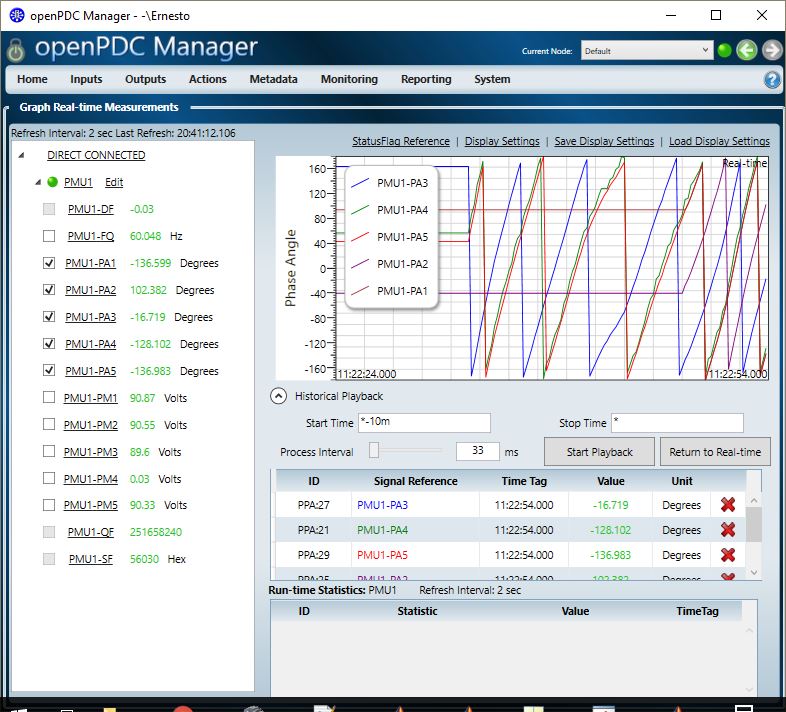 openPDC Manager - -\Ernesto
openPDC Manager
Current Node: Default
Home Inputs Outputs Actions Metadata Monitoring Reporting System
Graph Real-time Measurements
Refresh Interval: 2 sec Last Refresh: 20:41:12.106
StatusFlag Reference | Display Settings | Save Display Settings | Load Display Settings
DIRECT CONNECTED
PMU1 Edit
PMU1-DF -0.03
PMU1-FQ 60.048 Hz
PMU1-PA1 -136.599 Degrees
PMU1-PA2 102.382 Degrees
PMU1-PA3 -16.719 Degrees
PMU1-PA4 -128.102 Degrees
PMU1-PA5 -136.983 Degrees
PMU1-PM1 90.87 Volts
PMU1-PM2 90.55 Volts
PMU1-PM3 89.6 Volts
PMU1-PM4 0.03 Volts
PMU1-PM5 90.33 Volts
PMU1-QF 251658240
PMU1-SF 56030 Hex
Real-time
Phase Angle
160
120
80
40
0
-40
-80
-120
-160
PMU1-PA3
PMU1-PA4
PMU1-PA5
PMU1-PA2
PMU1-PA1
11:22:24.000 11:22:54.000
Historical Playback
Start Time *-10m Stop Time *
Process Interval 33 ms Start Playback Return to Real-time
ID Signal Reference Time Tag Value Unit
PPA:27 PMU1-PA3 11:22:54.000 -16.719 Degrees
PPA:21 PMU1-PA4 11:22:54.000 -128.102 Degrees
PPA:29 PMU1-PA5 11:22:54.000 -136.983 Degrees
PPA:25 PMU1-PA2 11:22:54.000 102.382 Degrees
Run-time Statistics: PMU1 Refresh Interval: 2 sec
ID Statistic Value TimeTag